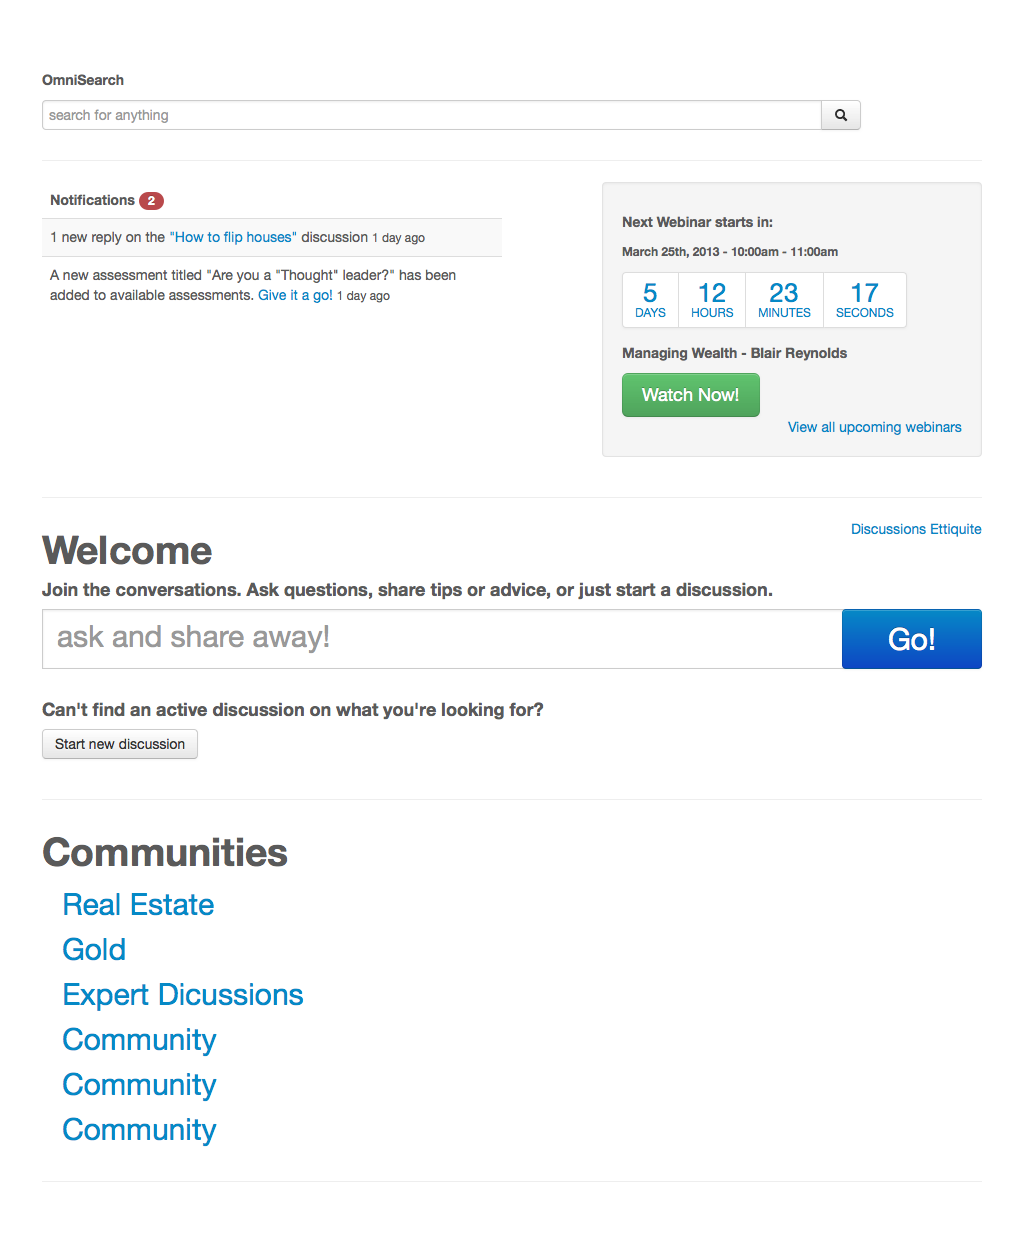 OmniSearch
search for anything
Notifications 2
1 new reply on the "How to flip houses" discussion 1 day ago
A new assessment titled "Are you a "Thought" leader?" has been
added to available assessments. Give it a go! 1 day ago
Next Webinar starts in:
March 25th, 2013 - 10:00am - 11:00am
5 12 23 17
DAYS HOURS MINUTES SECONDS
Managing Wealth - Blair Reynolds
Watch Now!
View all upcoming webinars
Discussions Ettiquite
Welcome
Join the conversations. Ask questions, share tips or advice, or just start a discussion.
ask and share away!
Go!
Can't find an active discussion on what you're looking for?
Start new discussion
Communities
Real Estate
Gold
Expert Dicussions
Community
Community
Community